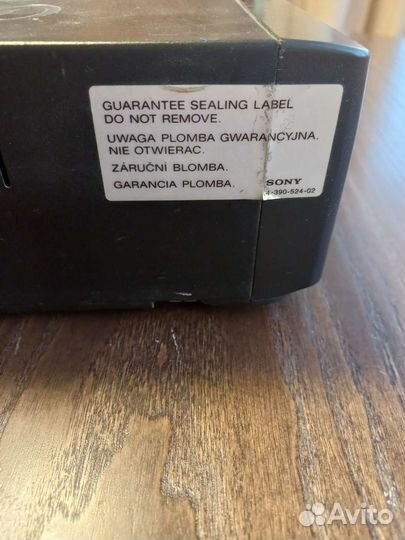 GUARANTEE SEALING LABEL
DO NOT REMOVE.
UWAGA PLOMBA GWARANCYJNA.
NIE OTWIERAC.
ZÁRUČNÍ BLOMBA.
GARANCIA PLOMBA. SONY
4-390-524-02
Avito